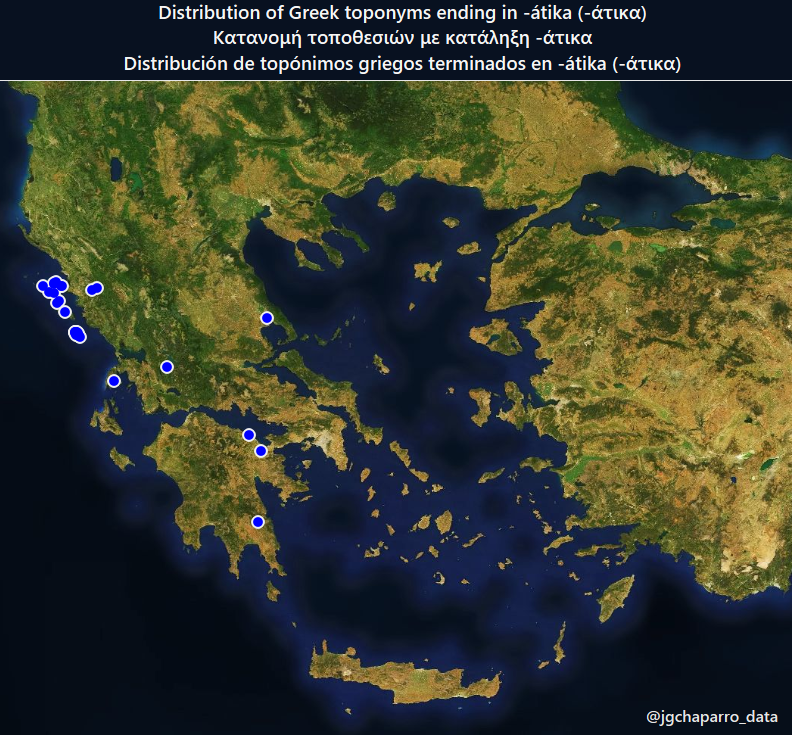 Distribution of Greek toponyms ending in -átika (-άτικα)
Κατανομή τοποθεσιών με κατάληξη -άτικα
Distribución de topónimos griegos terminados en -átika (-άτικα)
@jgchaparro_data